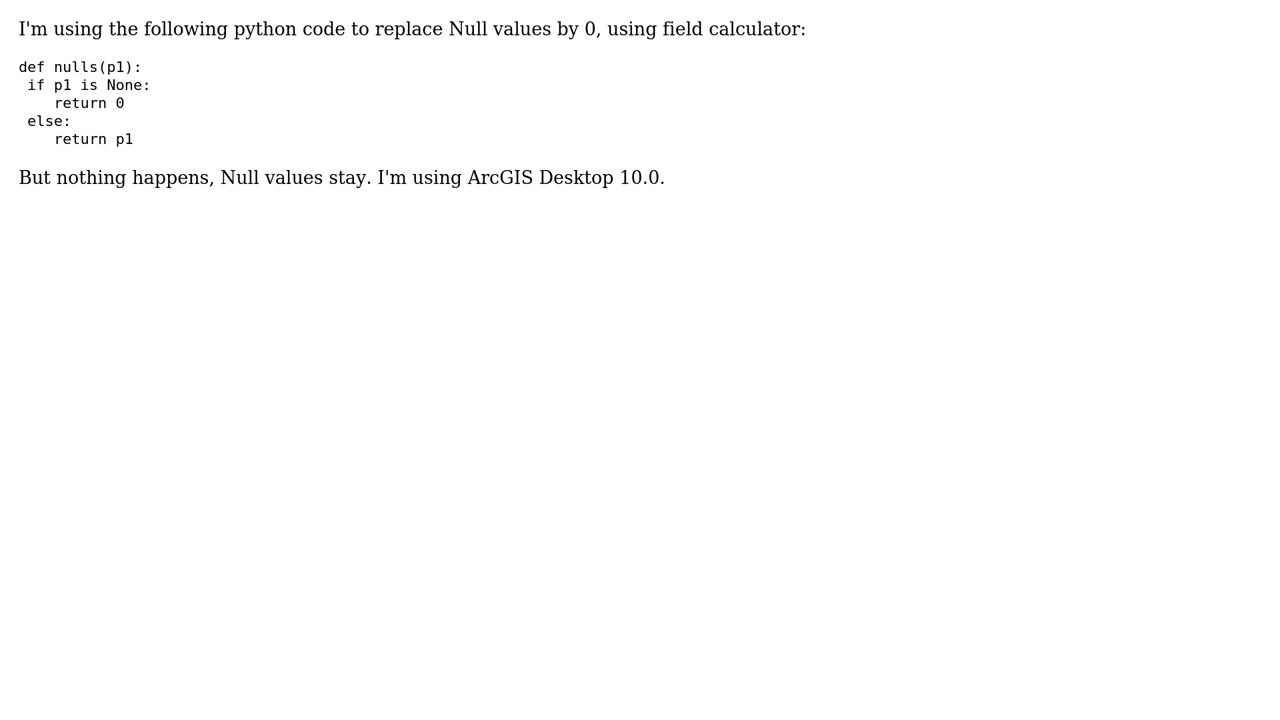 I'm using the following python code to replace Null values by 0, using field calculator:
def nulls(p1):
 if p1 is None:
    return 0
 else:
    return p1
But nothing happens, Null values stay. I'm using ArcGIS Desktop 10.0.